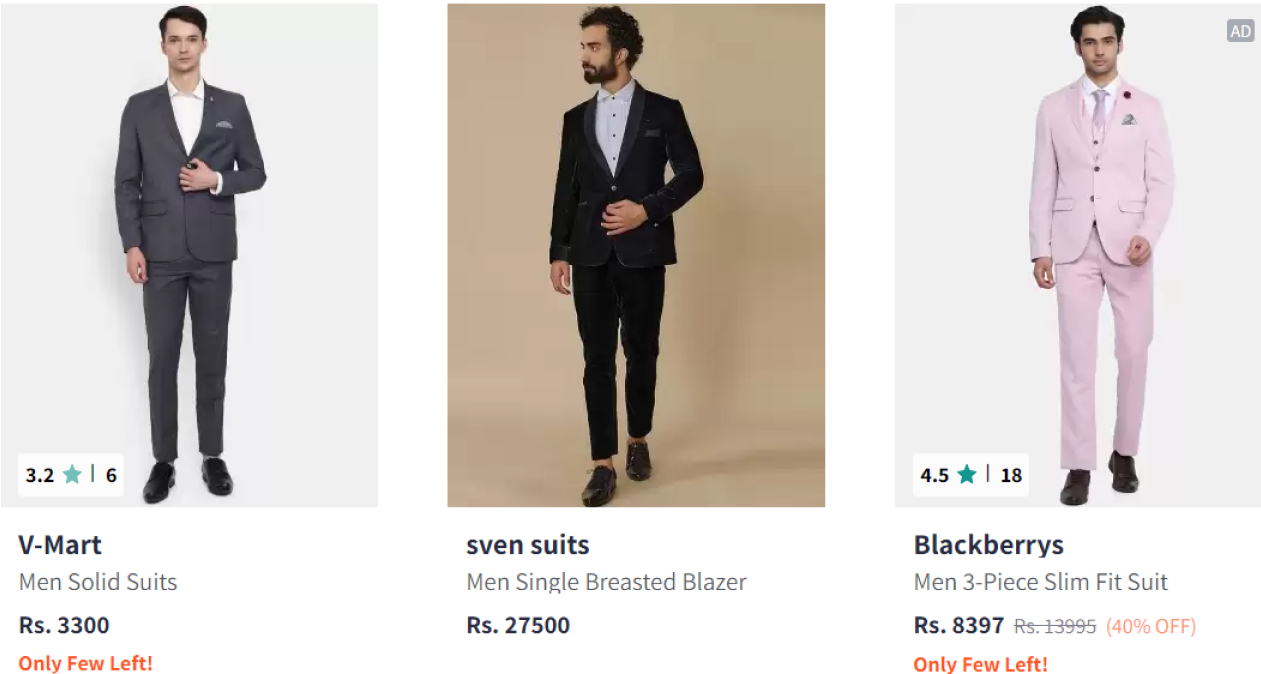 AD
3.2 ★ | 6
4.5 ★ | 18
V-Mart
Men Solid Suits
Rs. 3300
Only Few Left!
sven suits
Men Single Breasted Blazer
Rs. 27500
Blackberrys
Men 3-Piece Slim Fit Suit
Rs. 8397 Rs. 13995 (40% OFF)
Only Few Left!